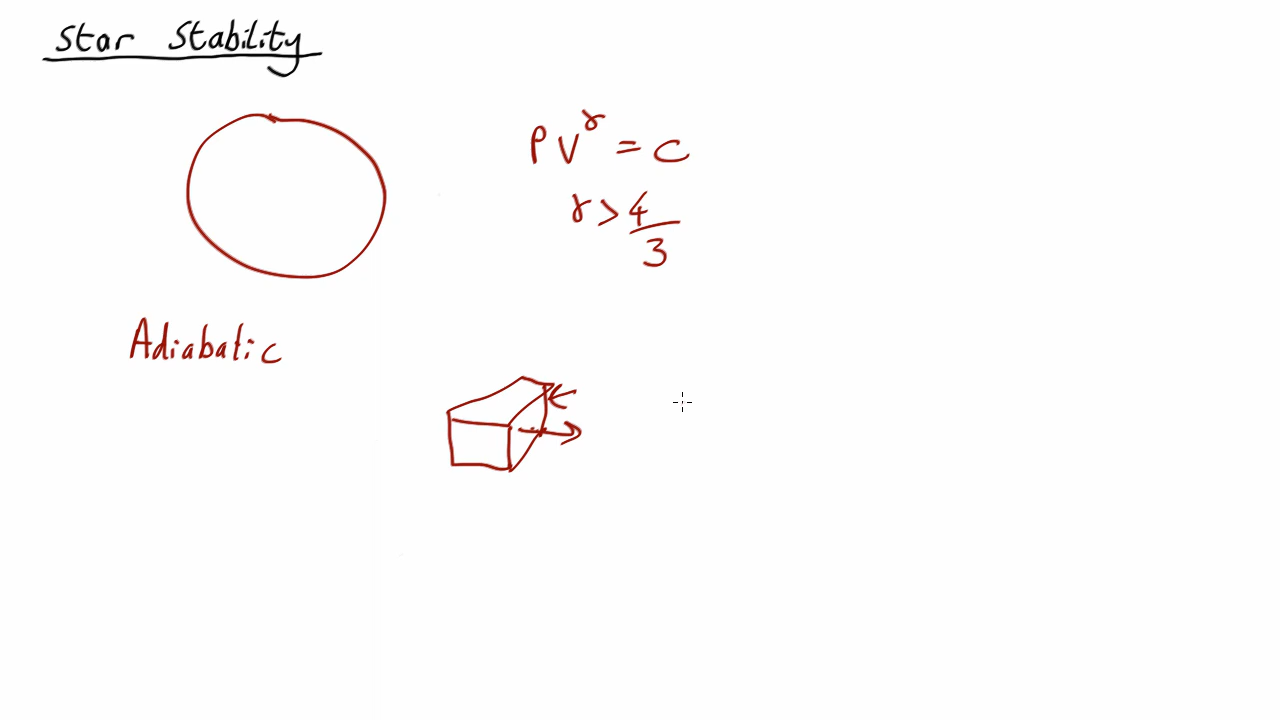 Star Stability
PV^γ = C
γ > 4/3
Adiabatic